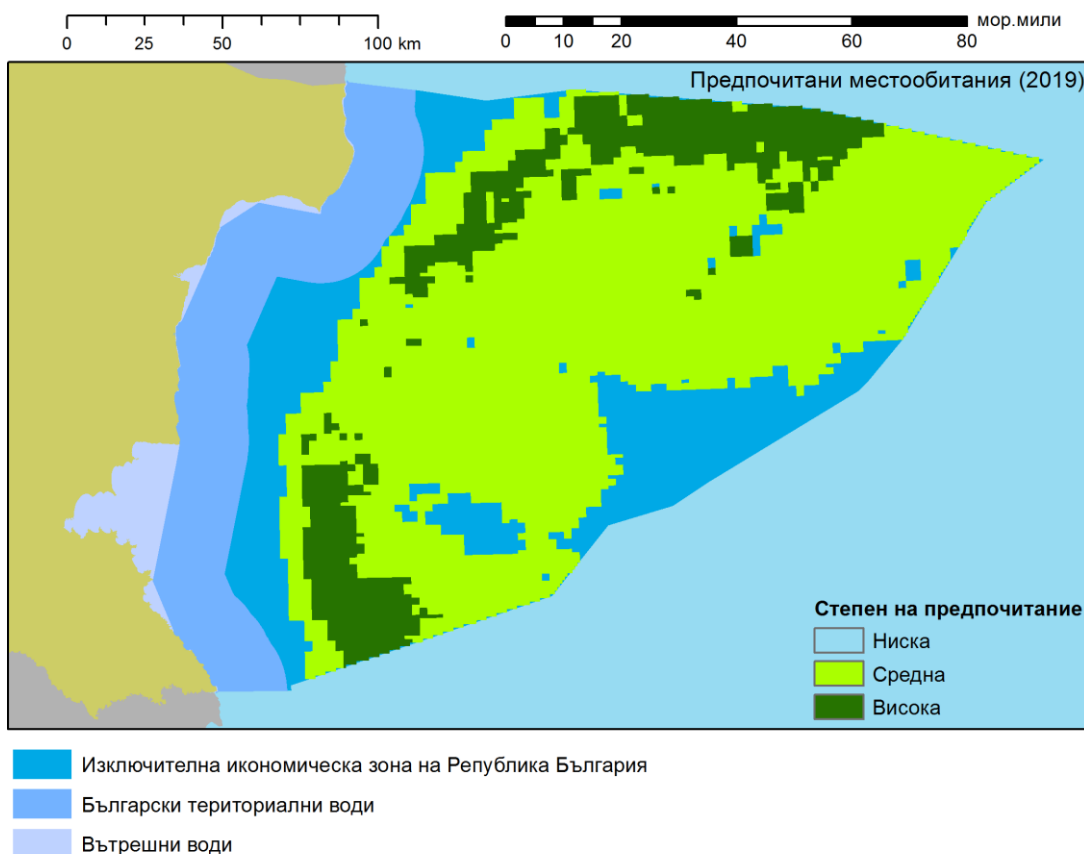 0 25 50 100 km
мор.мили
0 10 20 40 60 80
Предпочитани местообитания (2019)
Степен на предпочитание
Ниска
Средна
Висока
Изключителна икономическа зона на Република България
Български териториални води
Вътрешни води